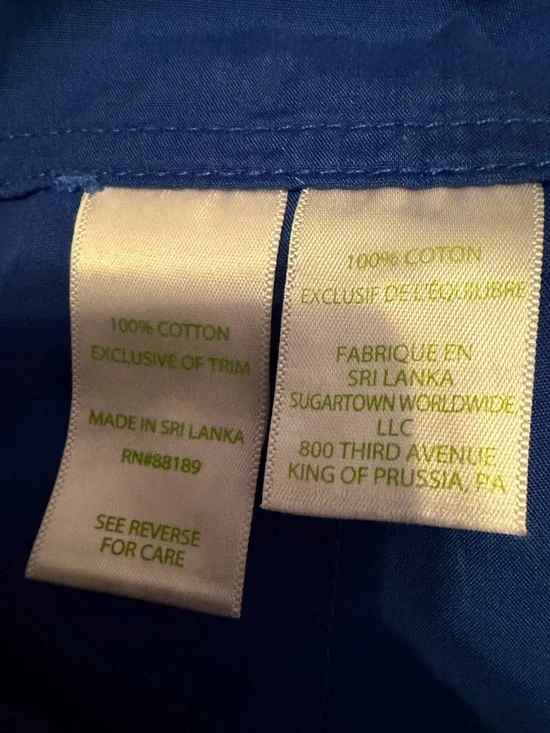 100% COTTON
EXCLUSIVE OF TRIM
MADE IN SRI LANKA
RN#88189
SEE REVERSE
FOR CARE
100% COTON
EXCLUSIF DE L'ÉQUILIBRE
FABRIQUE EN
SRI LANKA
SUGARTOWN WORLDWIDE,
LLC
800 THIRD AVENUE
KING OF PRUSSIA, PA